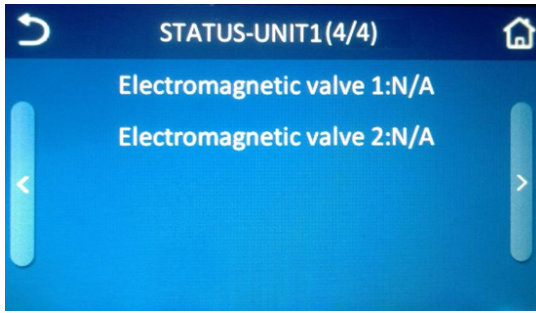 STATUS-UNIT1(4/4)
Electromagnetic valve 1:N/A
Electromagnetic valve 2:N/A